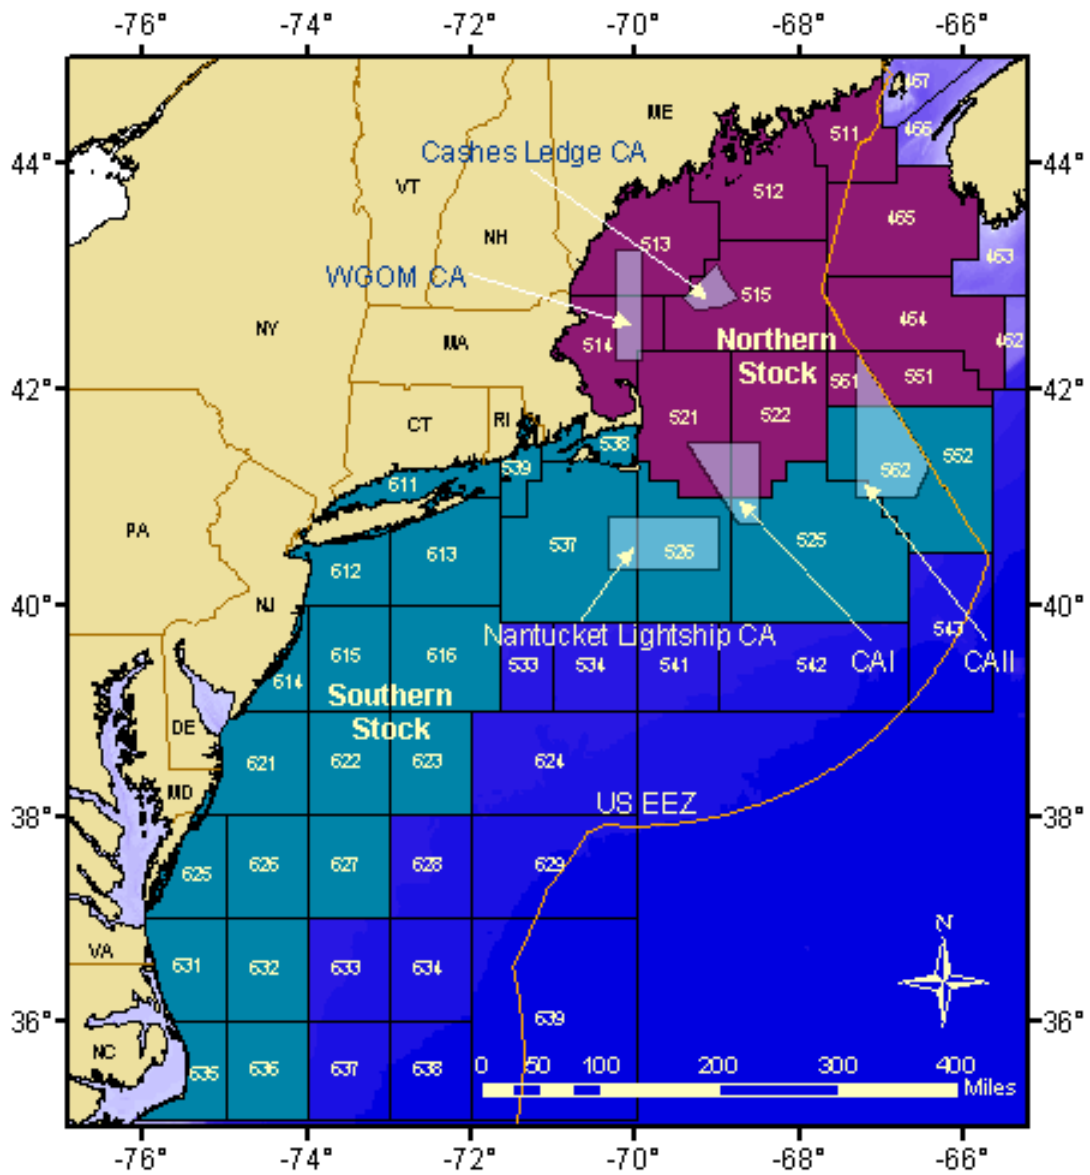 -76° -74° -72° -70° -68° -66°
467
ME
511
466
44° 44°
Cashes Ledge CA
VT
512
465
NH
513
463
WGOM CA
515
464
NY
MA
514
Northern
462
Stock
561
551
42° 42°
CT
RI
521
522
538
552
539
562
611
PA
613
537
526
525
612
NJ
40° 40°
Nantucket Lightship CA
543
615
616
533
534
541
542
CAI
CAII
614
Southern
Stock
DE
621
622
623
624
MD
US EEZ
38° 38°
625
626
627
628
629
N
VA
631
632
633
634
36° 36°
639
NC
635
636
637
638
0 50 100 200 300 400
Miles
-76° -74° -72° -70° -68° -66°